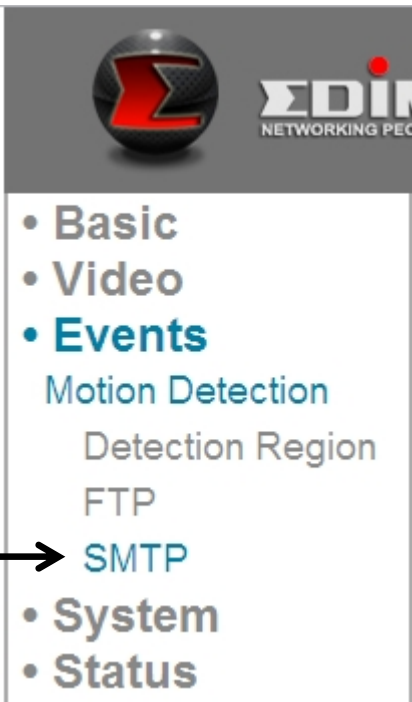 NETWORKING
• Basic
• Video
• Events
Motion Detection
Detection Region
FTP
SMTP
• System
• Status